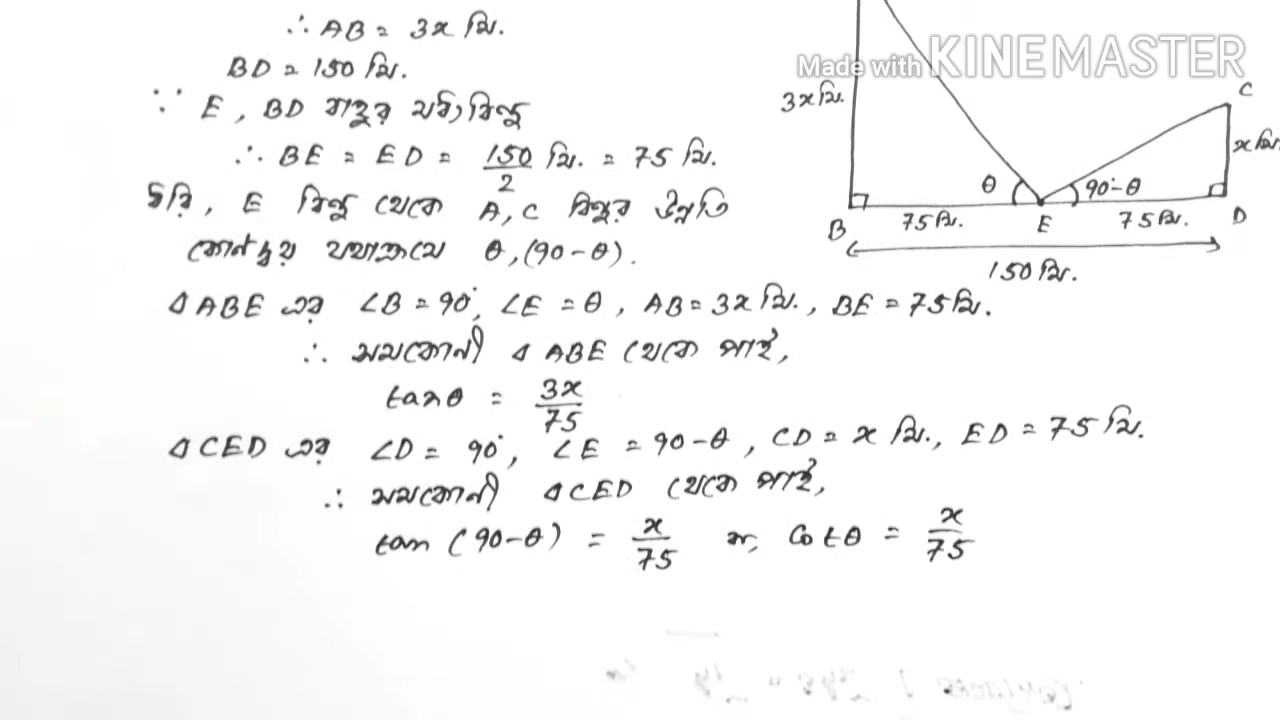 ∴ AB = 3x মি.
BD = 150 মি.
∵ E, BD বাহুর মধ্যবিন্দু
∴ BE = ED = 150/2 মি. = 75 মি.
ধরি, E বিন্দু থেকে A, C বিন্দুর উন্নতি
কোনদ্বয় যথাক্রমে θ, (90-θ).
△ABE এর ∠B = 90°, ∠E = θ, AB = 3x মি., BE = 75 মি.
∴ সমকোনী △ABE থেকে পাই,
tanθ = 3x/75
△CED এর ∠D = 90°, ∠E = 90-θ, CD = x মি., ED = 75 মি.
∴ সমকোনী △CED থেকে পাই,
tan (90-θ) = x/75 বা, Cotθ = x/75
Made with KINEMASTER
3x মি.
C
x মি.
θ
90°-θ
B
75 মি.
E
75 মি.
D
150 মি.